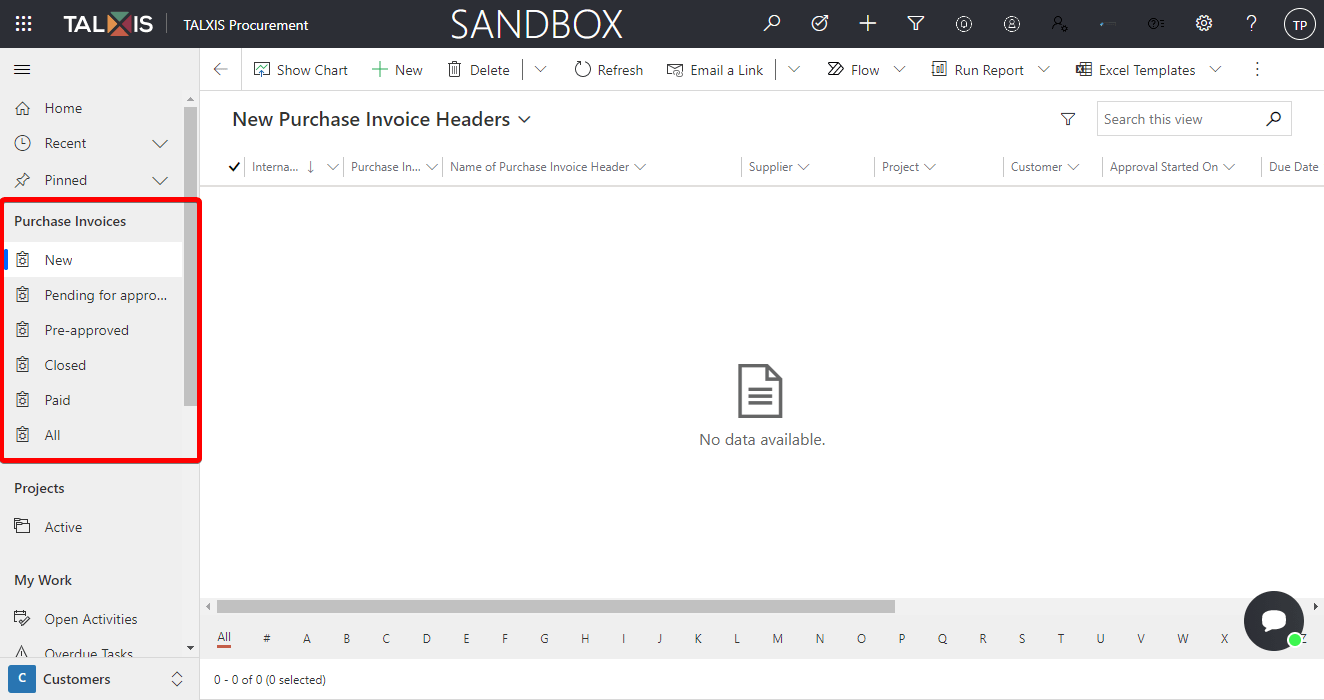 TALXIS TALXIS Procurement SANDBOX ? TP
Show Chart New Delete Refresh Email a Link Flow Run Report Excel Templates
Home
Recent
Pinned
Purchase Invoices
New
Pending for appro...
Pre-approved
Closed
Paid
All
Projects
Active
My Work
Open Activities
Overdue Tasks
C Customers
New Purchase Invoice Headers
Search this view
Interna... Purchase In... Name of Purchase Invoice Header Supplier Project Customer Approval Started On Due Date
No data available.
All # A B C D E F G H I J K L M N O P Q R S T U V W X Z
0 - 0 of 0 (0 selected)